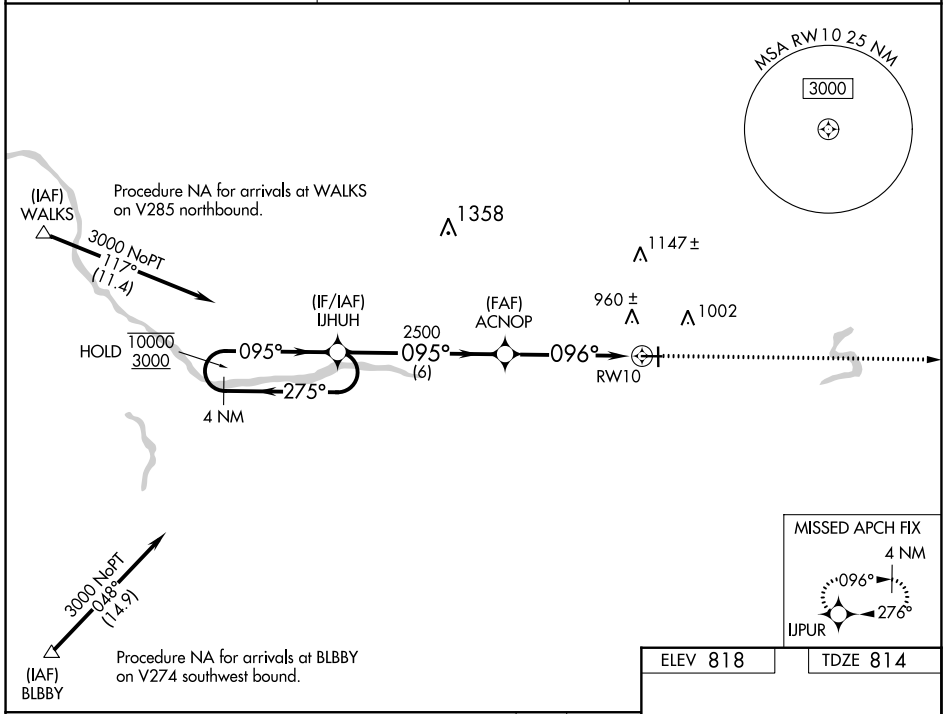 MSA RW10 25 NM
3000
(IAF)
WALKS
Procedure NA for arrivals at WALKS
on V285 northbound.
3000 NoPT
117°
(11.4)
1358
1147 ±
960 ±
1002
(IF/IAF)
IJHUH
(FAF)
ACNOP
HOLD
10000
3000
095°
2500
095°
(6)
096°
RW10
275°
4 NM
3000 NoPT
048°
(14.9)
(IAF)
BLBBY
Procedure NA for arrivals at BLBBY
on V274 southwest bound.
MISSED APCH FIX
4 NM
096°
276°
IJPUR
ELEV 818
TDZE 814